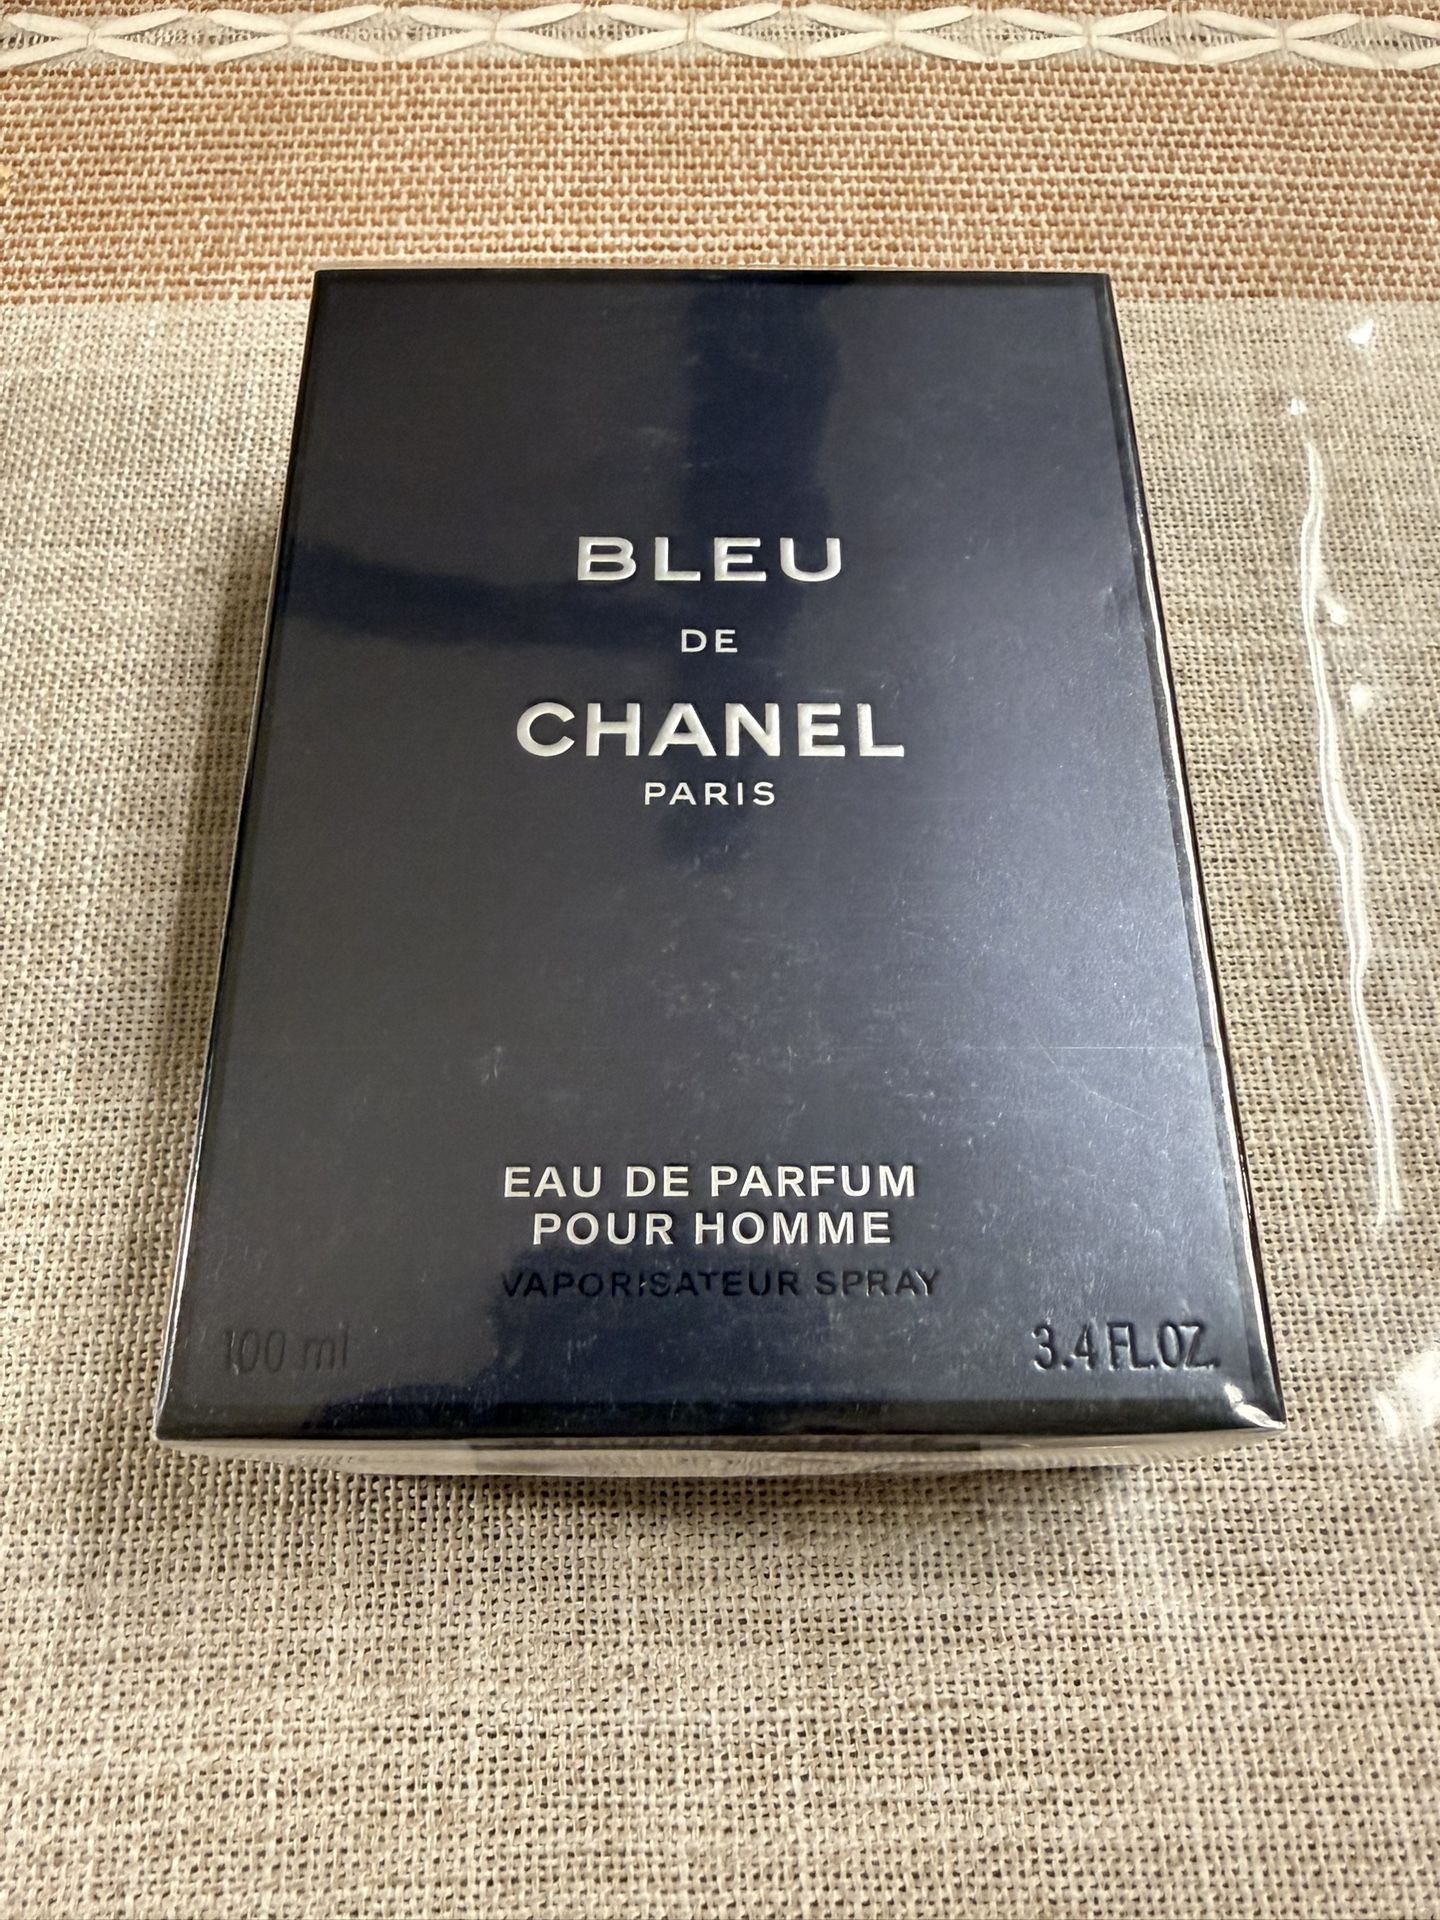 BLEU
DE
CHANEL
PARIS
EAU DE PARFUM
POUR HOMME
VAPORISATEUR SPRAY
100 ml 3.4 FL.OZ.